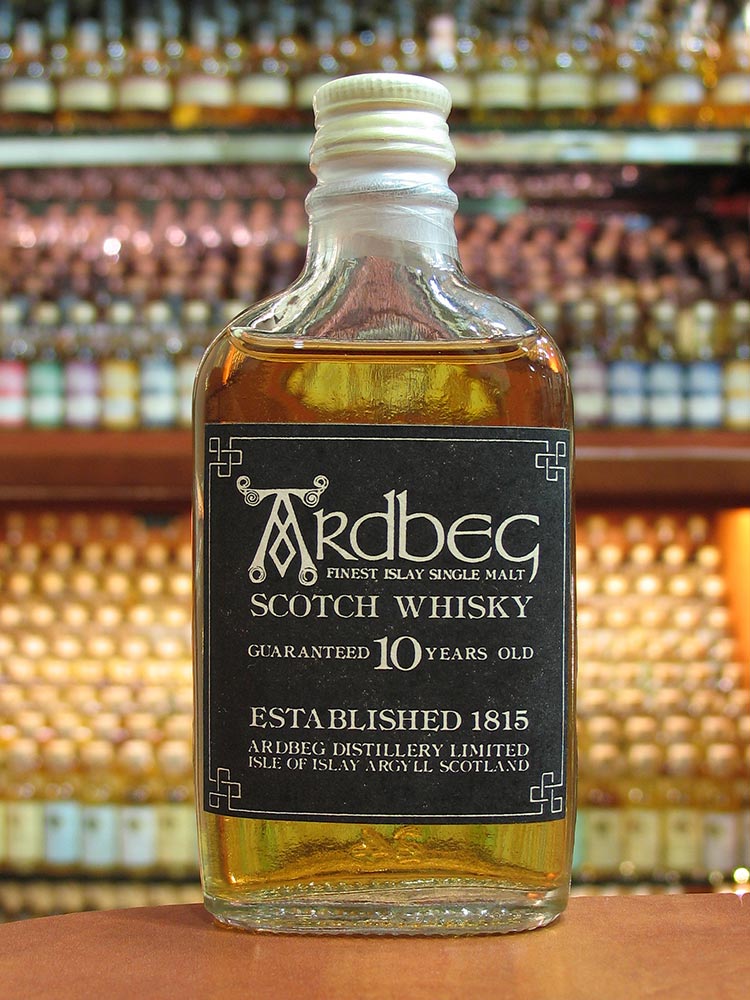 ARdbeg
FINEST ISLAY SINGLE MALT
SCOTCH WHISKY
GUARANTEED 10 YEARS OLD
ESTABLISHED 1815
ARDBEG DISTILLERY LIMITED
ISLE OF ISLAY ARGYLL SCOTLAND